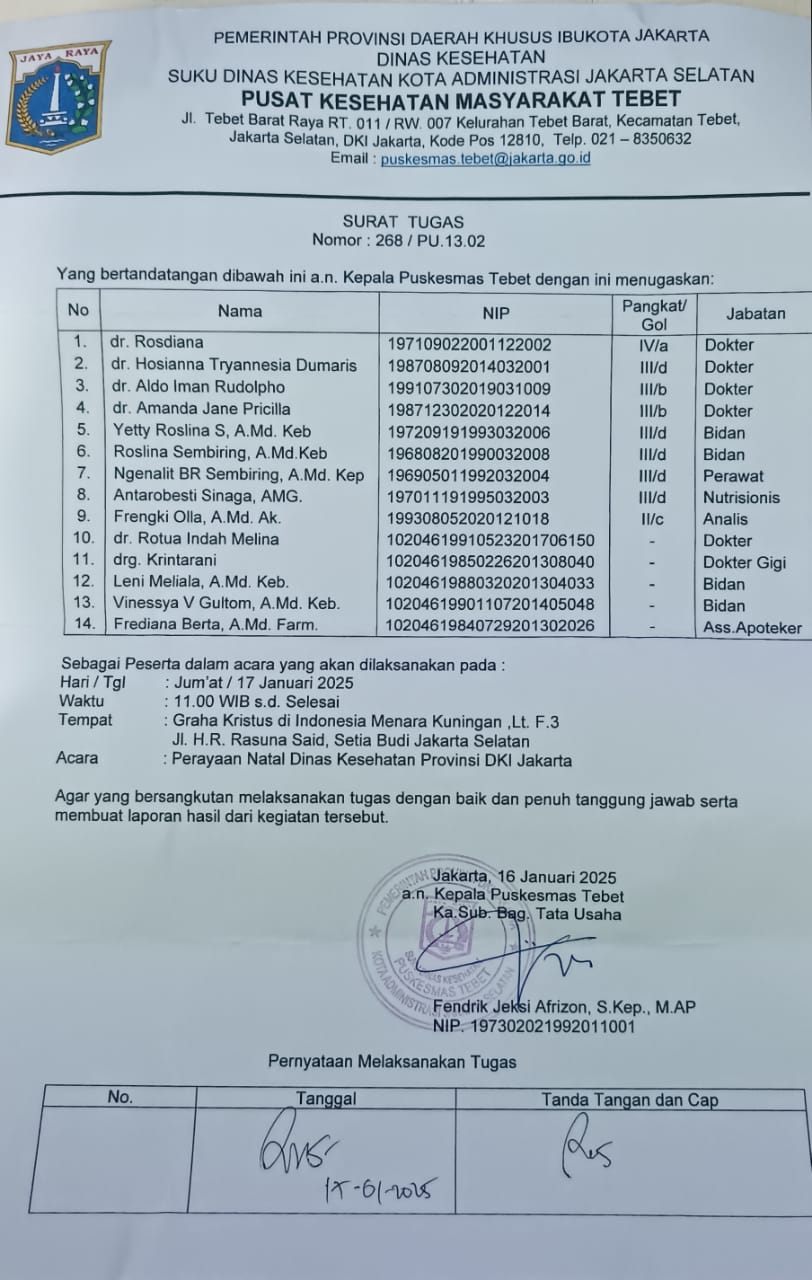 JAYA RAYA
PEMERINTAH PROVINSI DAERAH KHUSUS IBUKOTA JAKARTA
DINAS KESEHATAN
SUKU DINAS KESEHATAN KOTA ADMINISTRASI JAKARTA SELATAN
PUSAT KESEHATAN MASYARAKAT TEBET
Jl. Tebet Barat Raya RT. 011 / RW. 007 Kelurahan Tebet Barat, Kecamatan Tebet,
Jakarta Selatan, DKI Jakarta, Kode Pos 12810, Telp. 021 – 8350632
Email : puskesmas.tebet@jakarta.go.id
SURAT TUGAS
Nomor : 268 / PU.13.02
Yang bertandatangan dibawah ini a.n. Kepala Puskesmas Tebet dengan ini menugaskan:
No Nama NIP Pangkat/ Gol Jabatan
1. dr. Rosdiana 197109022001122002 IV/a Dokter
2. dr. Hosianna Tryannesia Dumaris 198708092014032001 III/d Dokter
3. dr. Aldo Iman Rudolpho 199107302019031009 III/b Dokter
4. dr. Amanda Jane Pricilla 198712302020122014 III/b Dokter
5. Yetty Roslina S, A.Md. Keb 197209191993032006 III/d Bidan
6. Roslina Sembiring, A.Md.Keb 196808201990032008 III/d Bidan
7. Ngenalit BR Sembiring, A.Md. Kep 196905011992032004 III/d Perawat
8. Antarobesti Sinaga, AMG. 197011191995032003 III/d Nutrisionis
9. Frengki Olla, A.Md. Ak. 199308052020121018 II/c Analis
10. dr. Rotua Indah Melina 10204619910523201706150 - Dokter
11. drg. Krintarani 10204619850226201308040 - Dokter Gigi
12. Leni Meliala, A.Md. Keb. 10204619880320201304033 - Bidan
13. Vinessya V Gultom, A.Md. Keb. 10204619901107201405048 - Bidan
14. Frediana Berta, A.Md. Farm. 10204619840729201302026 - Ass.Apoteker
Sebagai Peserta dalam acara yang akan dilaksanakan pada :
Hari / Tgl : Jum'at / 17 Januari 2025
Waktu : 11.00 WIB s.d. Selesai
Tempat : Graha Kristus di Indonesia Menara Kuningan ,Lt. F.3
Jl. H.R. Rasuna Said, Setia Budi Jakarta Selatan
Acara : Perayaan Natal Dinas Kesehatan Provinsi DKI Jakarta
Agar yang bersangkutan melaksanakan tugas dengan baik dan penuh tanggung jawab serta
membuat laporan hasil dari kegiatan tersebut.
Jakarta, 16 Januari 2025
a.n. Kepala Puskesmas Tebet
Ka.Sub. Bag. Tata Usaha
PUSKESMAS TEBET
Fendrik Jeksi Afrizon, S.Kep., M.AP
NIP. 197302021992011001
Pernyataan Melaksanakan Tugas
No. Tanggal Tanda Tangan dan Cap
17-01-2025